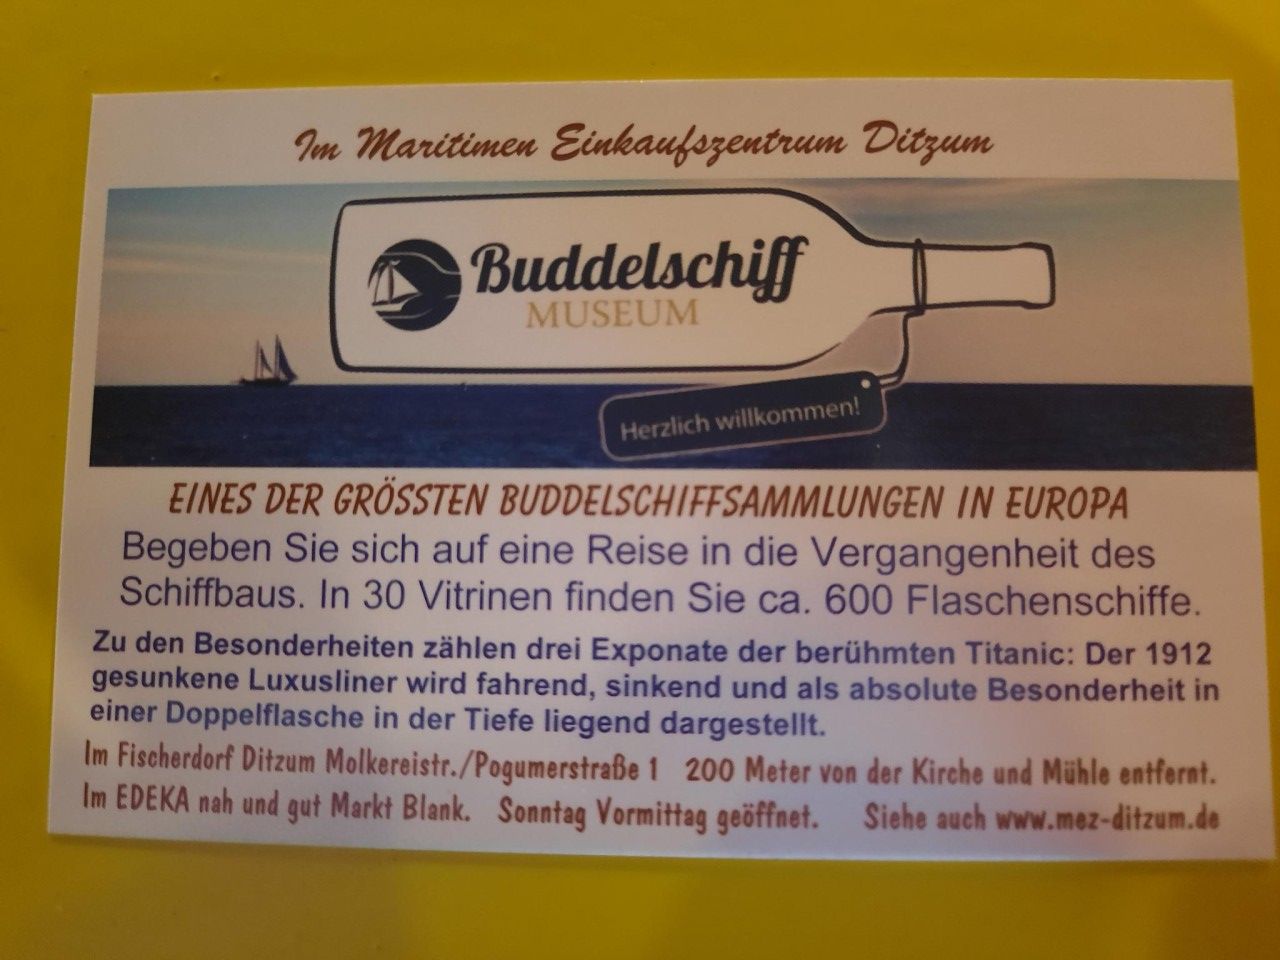 Im Maritimen Einkaufszentrum Ditzum
Buddelschiff
MUSEUM
Herzlich willkommen!
EINES DER GRÖSSTEN BUDDELSCHIFFSAMMLUNGEN IN EUROPA
Begeben Sie sich auf eine Reise in die Vergangenheit des
Schiffbaus. In 30 Vitrinen finden Sie ca. 600 Flaschenschiffe.
Zu den Besonderheiten zählen drei Exponate der berühmten Titanic: Der 1912
gesunkene Luxusliner wird fahrend, sinkend und als absolute Besonderheit in
einer Doppelflasche in der Tiefe liegend dargestellt.
Im Fischerdorf Ditzum Molkereistr./Pogumerstraße 1 200 Meter von der Kirche und Mühle entfernt.
Im EDEKA nah und gut Markt Blank. Sonntag Vormittag geöffnet. Siehe auch www.mez-ditzum.de